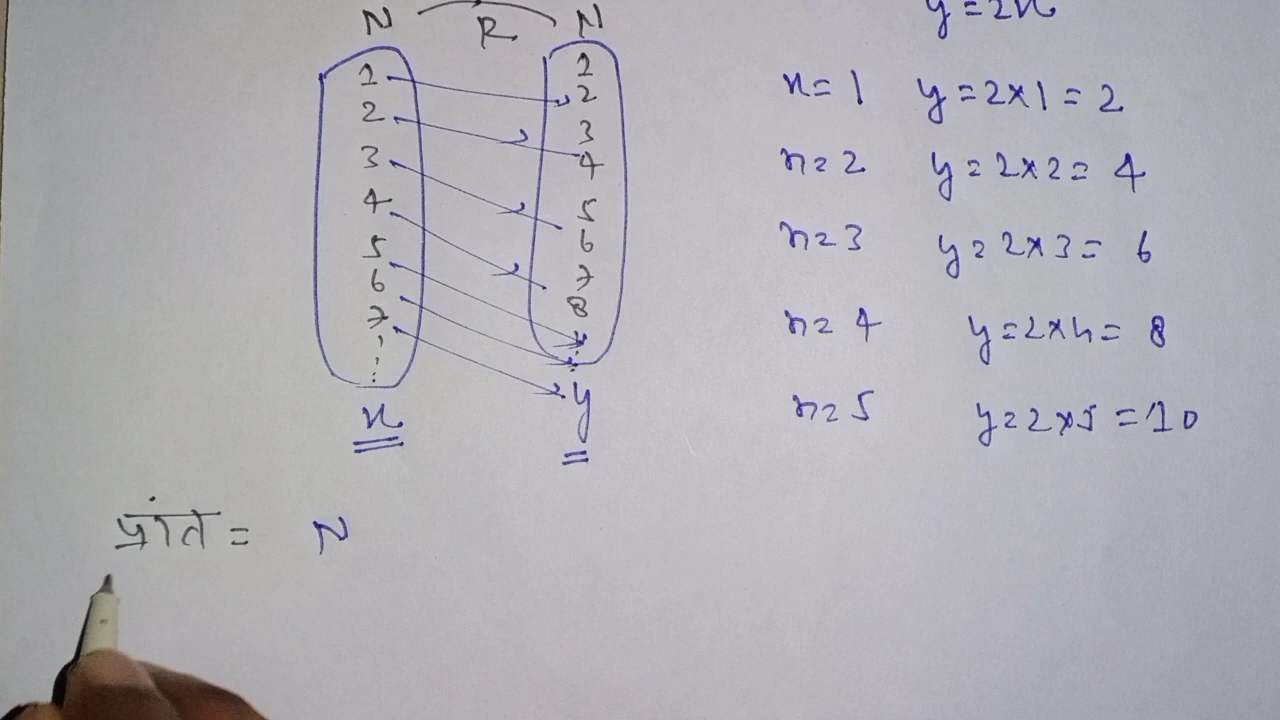 N R N
y = 2x
1 1
2 2
3 3
4 4
5 5
6 6
7 7
8
x y
x = 1 y = 2×1 = 2
x = 2 y = 2×2 = 4
x = 3 y = 2×3 = 6
x = 4 y = 2×4 = 8
x = 5 y = 2×5 = 10
प्रांत = N